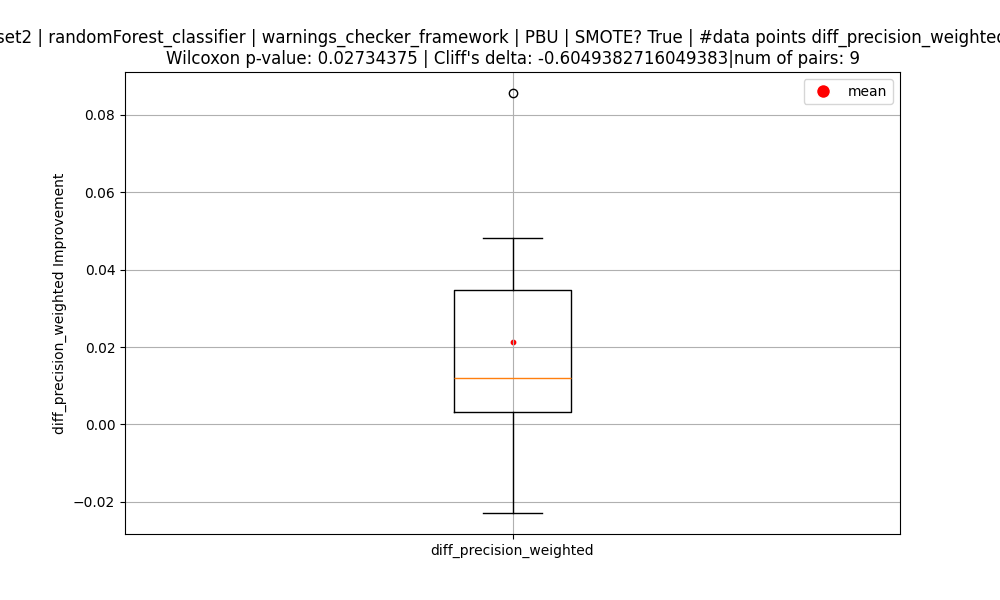 set2 | randomForest_classifier | warnings_checker_framework | PBU | SMOTE? True | #data points diff_precision_weighted
Wilcoxon p-value: 0.02734375 | Cliff's delta: -0.6049382716049383|num of pairs: 9
mean
0.08
0.06
0.04
0.02
0.00
−0.02
diff_precision_weighted Improvement
diff_precision_weighted